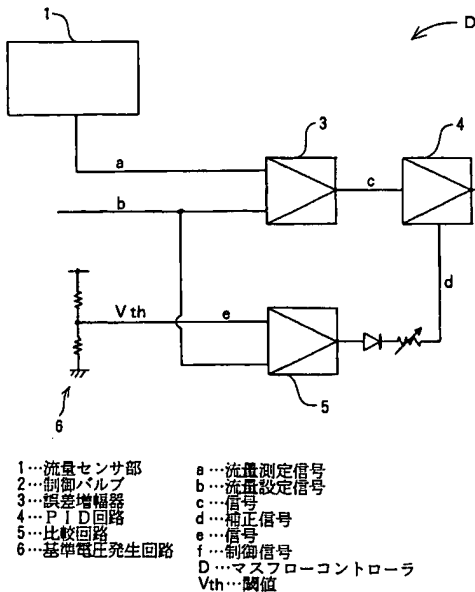 1
D
3
4
a
c
b
d
Vth
e
5
6
1…流量センサ部
2…制御バルブ
3…誤差増幅器
4…PID回路
5…比較回路
6…基準電圧発生回路
a…流量測定信号
b…流量設定信号
c…信号
d…補正信号
e…信号
f…制御信号
D…マスフローコントローラ
Vth…閾値